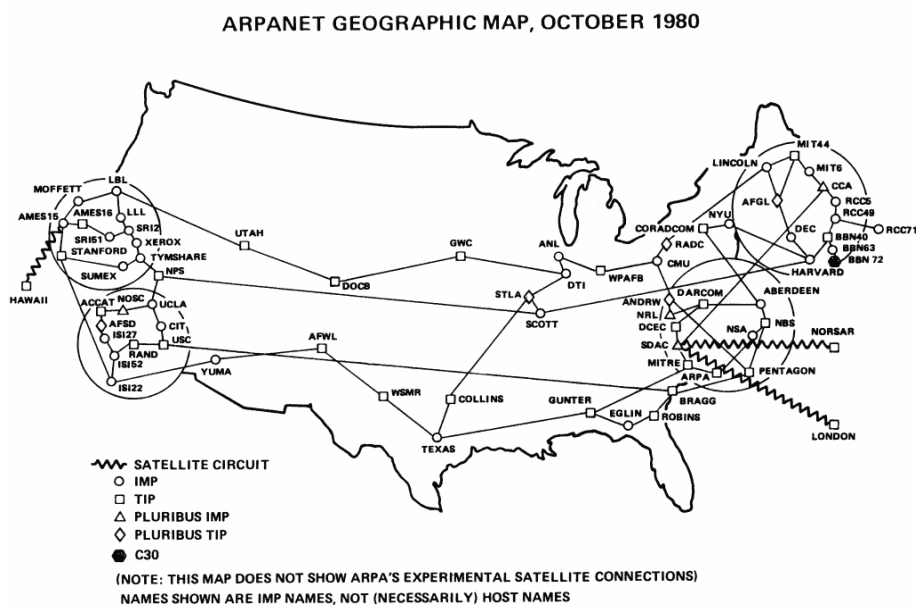 ARPANET GEOGRAPHIC MAP, OCTOBER 1980
MIT44
LINCOLN
MIT6
LBL
MOFFETT
CCA
AMES15
AMES16
LLL
AFGL
RCC5
SRI2
RCC49
SRI51
XEROX
UTAH
CORADCOM
NYU
DEC
BBN40
RCC71
STANFORD
TYMSHARE
GWC
ANL
RADC
BBN63
SUMEX
NPS
DOCB
DTI
WPAFB
CMU
HARVARD
BBN 72
HAWAII
ACCAT
NOSC
UCLA
STLA
SCOTT
ANDRW
DARCOM
ABERDEEN
NRL
AFSD
CIT
DCEC
NSA
NBS
NORSAR
ISI27
RAND
USC
AFWL
SDAC
ISI52
YUMA
MITRE
ARPA
PENTAGON
ISI22
WSMR
COLLINS
GUNTER
BRAGG
EGLIN
ROBINS
TEXAS
LONDON
SATELLITE CIRCUIT
IMP
TIP
PLURIBUS IMP
PLURIBUS TIP
C30
(NOTE: THIS MAP DOES NOT SHOW ARPA'S EXPERIMENTAL SATELLITE CONNECTIONS)
NAMES SHOWN ARE IMP NAMES, NOT (NECESSARILY) HOST NAMES